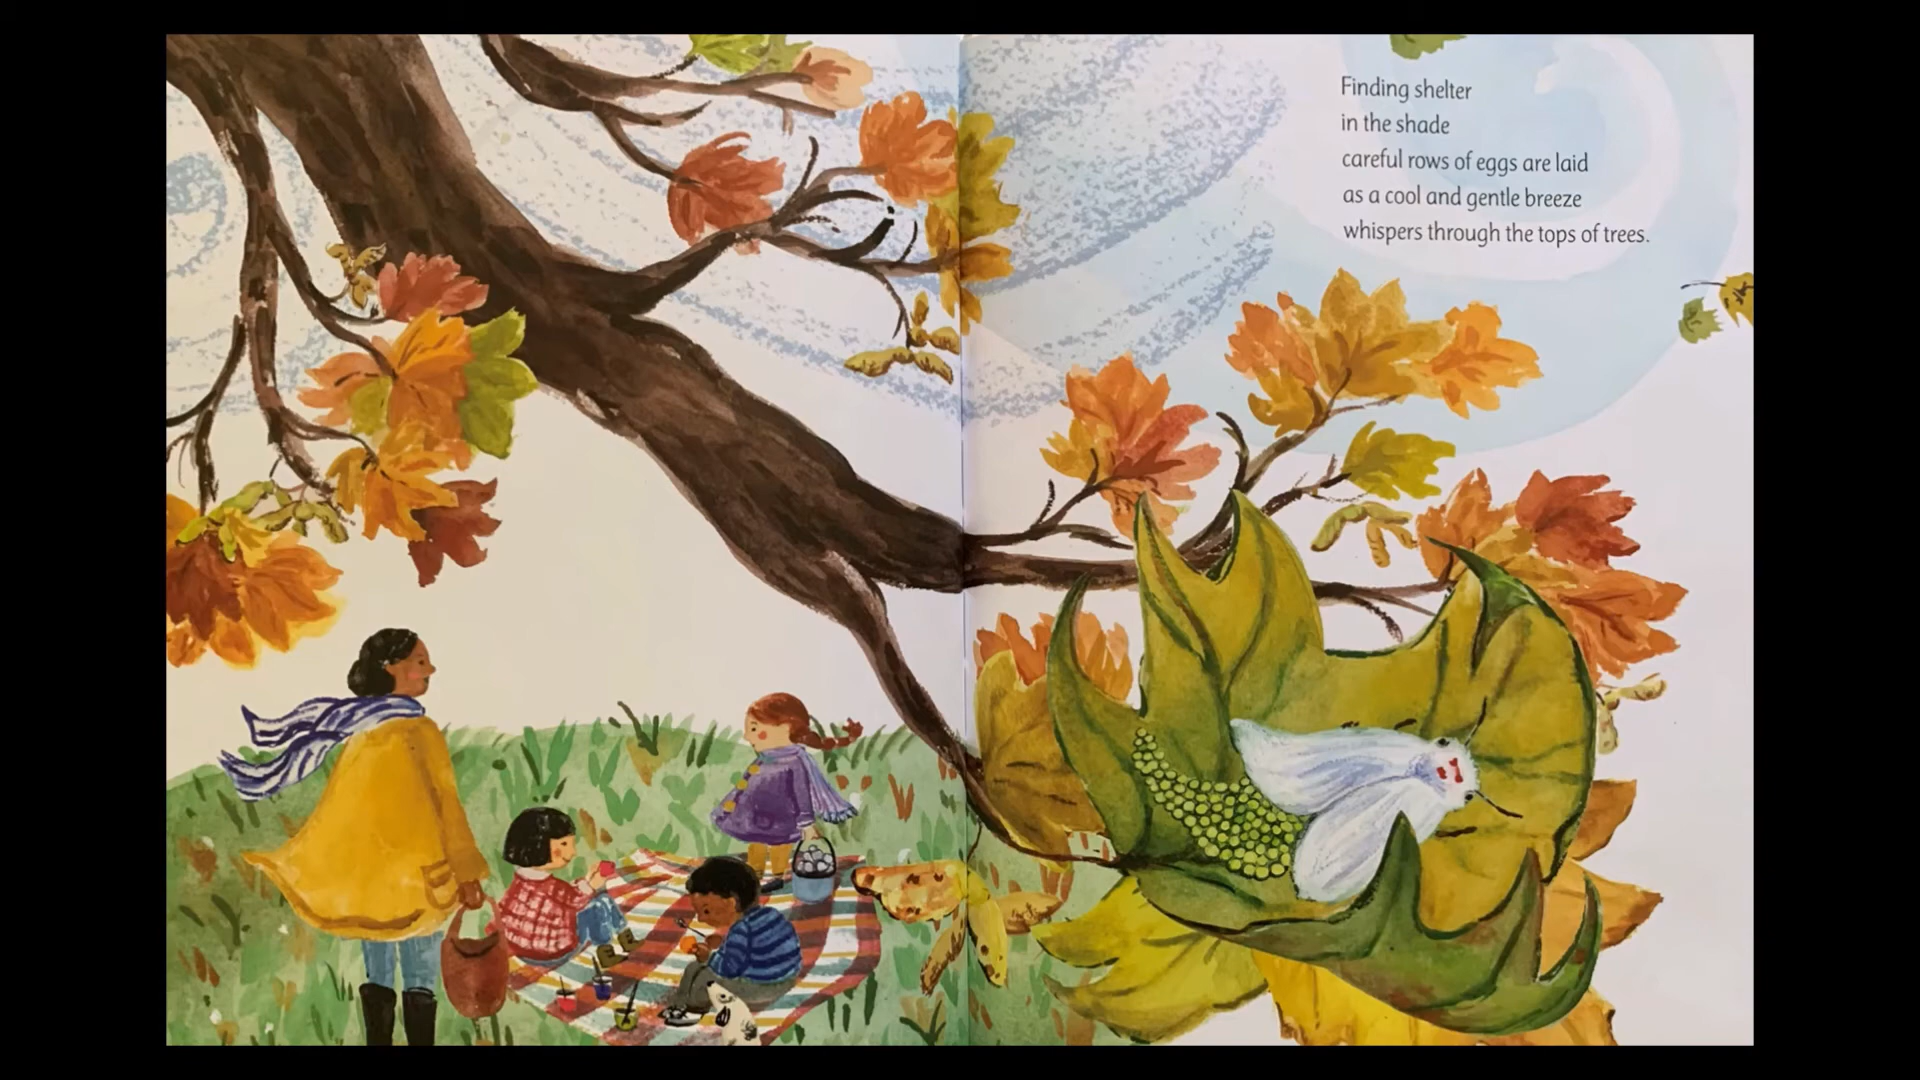 Finding shelter
in the shade
careful rows of eggs are laid
as a cool and gentle breeze
whispers through the tops of trees.